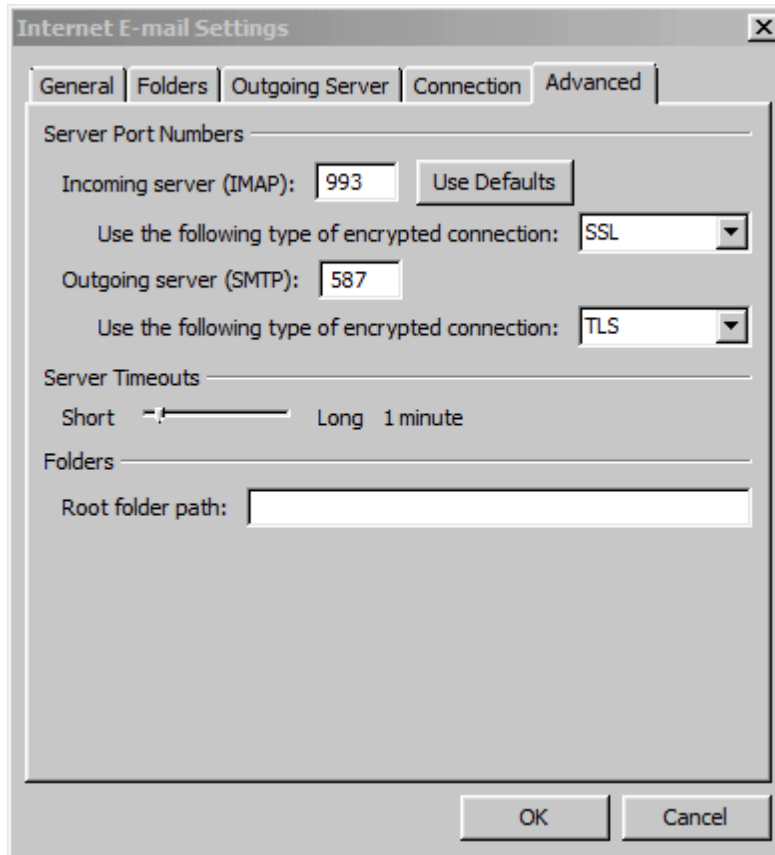 Internet E-mail Settings
General Folders Outgoing Server Connection Advanced
Server Port Numbers
Incoming server (IMAP): 993 Use Defaults
Use the following type of encrypted connection: SSL
Outgoing server (SMTP): 587
Use the following type of encrypted connection: TLS
Server Timeouts
Short Long 1 minute
Folders
Root folder path:
OK Cancel